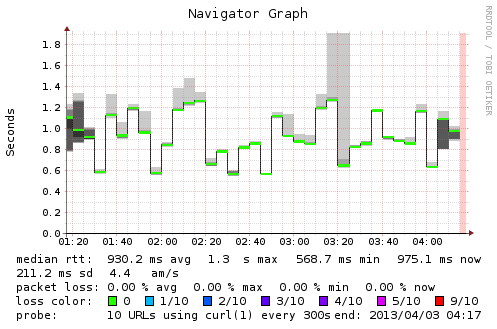 Navigator Graph
RRDTOOL / TOBI OETIKER
Seconds
1.8
1.6
1.4
1.2
1.0
0.8
0.6
0.4
0.2
0.0
01:20 01:40 02:00 02:20 02:40 03:00 03:20 03:40 04:00
median rtt: 930.2 ms avg 1.3 s max 568.7 ms min 975.1 ms now
211.2 ms sd 4.4 am/s
packet loss: 0.00 % avg 0.00 % max 0.00 % min 0.00 % now
loss color: 0 1/10 2/10 3/10 4/10 5/10 9/10
probe: 10 URLs using curl(1) every 300s end: 2013/04/03 04:17